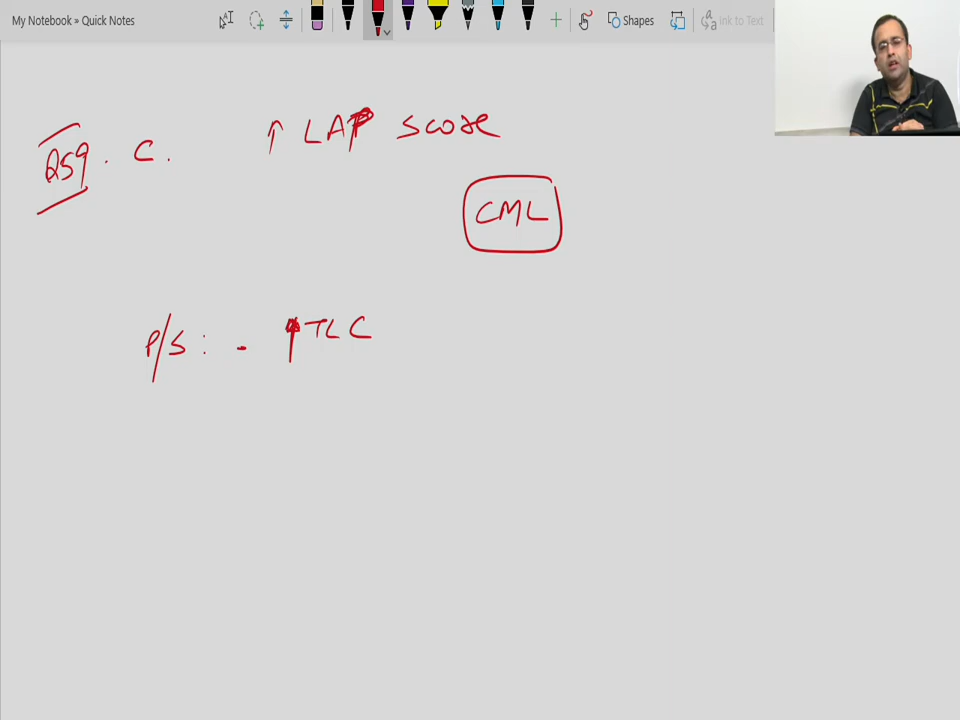 My Notebook » Quick Notes
Shapes
Ink to Text
Q59. C. ↑ LAP score
CML
P/S: - ↑TLC